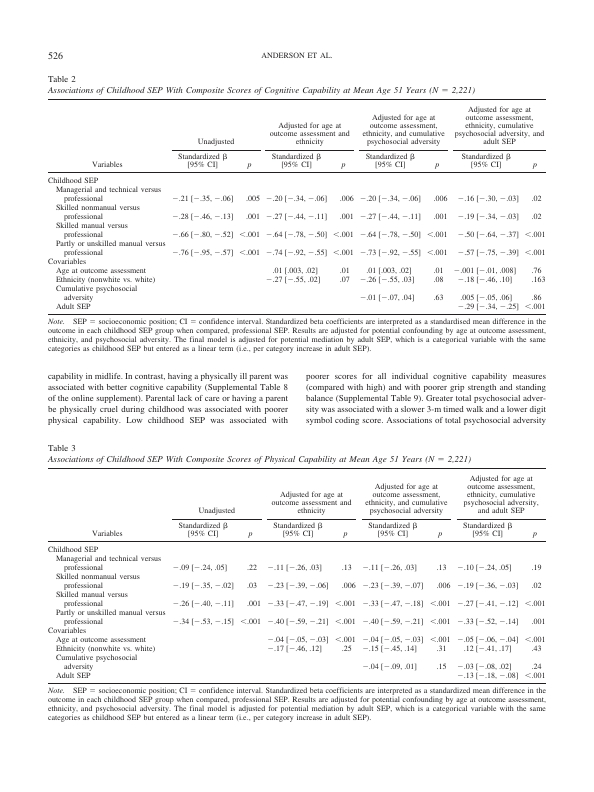 526
ANDERSON ET AL.
Table 2
Associations of Childhood SEP With Composite Scores of Cognitive Capability at Mean Age 51 Years (N = 2,221)
Variables
Unadjusted
Adjusted for age at
outcome assessment and
ethnicity
Adjusted for age at
outcome assessment,
ethnicity, and cumulative
psychosocial adversity
Adjusted for age at
outcome assessment,
ethnicity, cumulative
psychosocial adversity, and
adult SEP
Standardized β [95% CI] p Standardized β [95% CI] p Standardized β [95% CI] p Standardized β [95% CI] p
Childhood SEP
Managerial and technical versus
professional −.21 [−.35, −.06] .005 −.20 [−.34, −.06] .006 −.20 [−.34, −.06] .006 −.16 [−.30, −.03] .02
Skilled nonmanual versus
professional −.28 [−.46, −.13] .001 −.27 [−.44, −.11] .001 −.27 [−.44, −.11] .001 −.19 [−.34, −.03] .02
Skilled manual versus
professional −.66 [−.80, −.52] <.001 −.64 [−.78, −.50] <.001 −.64 [−.78, −.50] <.001 −.50 [−.64, −.37] <.001
Partly or unskilled manual versus
professional −.76 [−.95, −.57] <.001 −.74 [−.92, −.55] <.001 −.73 [−.92, −.55] <.001 −.57 [−.75, −.39] <.001
Covariables
Age at outcome assessment .01 [.003, .02] .01 .01 [.003, .02] .01 −.001 [−.01, .008] .76
Ethnicity (nonwhite vs. white) −.27 [−.55, .02] .07 −.26 [−.55, .03] .08 −.18 [−.46, .10] .163
Cumulative psychosocial
adversity −.01 [−.07, .04] .63 .005 [−.05, .06] .86
Adult SEP −.29 [−.34, −.25] <.001
Note. SEP = socioeconomic position; CI = confidence interval. Standardized beta coefficients are interpreted as a standardised mean difference in the
outcome in each childhood SEP group when compared, professional SEP. Results are adjusted for potential confounding by age at outcome assessment,
ethnicity, and psychosocial adversity. The final model is adjusted for potential mediation by adult SEP, which is a categorical variable with the same
categories as childhood SEP but entered as a linear term (i.e., per category increase in adult SEP).
capability in midlife. In contrast, having a physically ill parent was
associated with better cognitive capability (Supplemental Table 8
of the online supplement). Parental lack of care or having a parent
be physically cruel during childhood was associated with poorer
physical capability. Low childhood SEP was associated with
poorer scores for all individual cognitive capability measures
(compared with high) and with poorer grip strength and standing
balance (Supplemental Table 9). Greater total psychosocial adver-
sity was associated with a slower 3-m timed walk and a lower digit
symbol coding score. Associations of total psychosocial adversity
Table 3
Associations of Childhood SEP With Composite Scores of Physical Capability at Mean Age 51 Years (N = 2,221)
Variables
Unadjusted
Adjusted for age at
outcome assessment and
ethnicity
Adjusted for age at
outcome assessment,
ethnicity, and cumulative
psychosocial adversity
Adjusted for age at
outcome assessment,
ethnicity, cumulative
psychosocial adversity,
and adult SEP
Standardized β [95% CI] p Standardized β [95% CI] p Standardized β [95% CI] p Standardized β [95% CI] p
Childhood SEP
Managerial and technical versus
professional −.09 [−.24, .05] .22 −.11 [−.26, .03] .13 −.11 [−.26, .03] .13 −.10 [−.24, .05] .19
Skilled nonmanual versus
professional −.19 [−.35, −.02] .03 −.23 [−.39, −.06] .006 −.23 [−.39, −.07] .006 −.19 [−.36, −.03] .02
Skilled manual versus
professional −.26 [−.40, −.11] .001 −.33 [−.47, −.19] <.001 −.33 [−.47, −.18] <.001 −.27 [−.41, −.12] <.001
Partly or unskilled manual versus
professional −.34 [−.53, −.15] <.001 −.40 [−.59, −.21] <.001 −.40 [−.59, −.21] <.001 −.33 [−.52, −.14] .001
Covariables
Age at outcome assessment −.04 [−.05, −.03] <.001 −.04 [−.05, −.03] <.001 −.05 [−.06, −.04] <.001
Ethnicity (nonwhite vs. white) −.17 [−.46, .12] .25 −.15 [−.45, .14] .31 .12 [−.41, .17] .43
Cumulative psychosocial
adversity −.04 [−.09, .01] .15 −.03 [−.08, .02] .24
Adult SEP −.13 [−.18, −.08] <.001
Note. SEP = socioeconomic position; CI = confidence interval. Standardized beta coefficients are interpreted as a standardised mean difference in the
outcome in each childhood SEP group when compared, professional SEP. Results are adjusted for potential confounding by age at outcome assessment,
ethnicity, and psychosocial adversity. The final model is adjusted for potential mediation by adult SEP, which is a categorical variable with the same
categories as childhood SEP but entered as a linear term (i.e., per category increase in adult SEP).